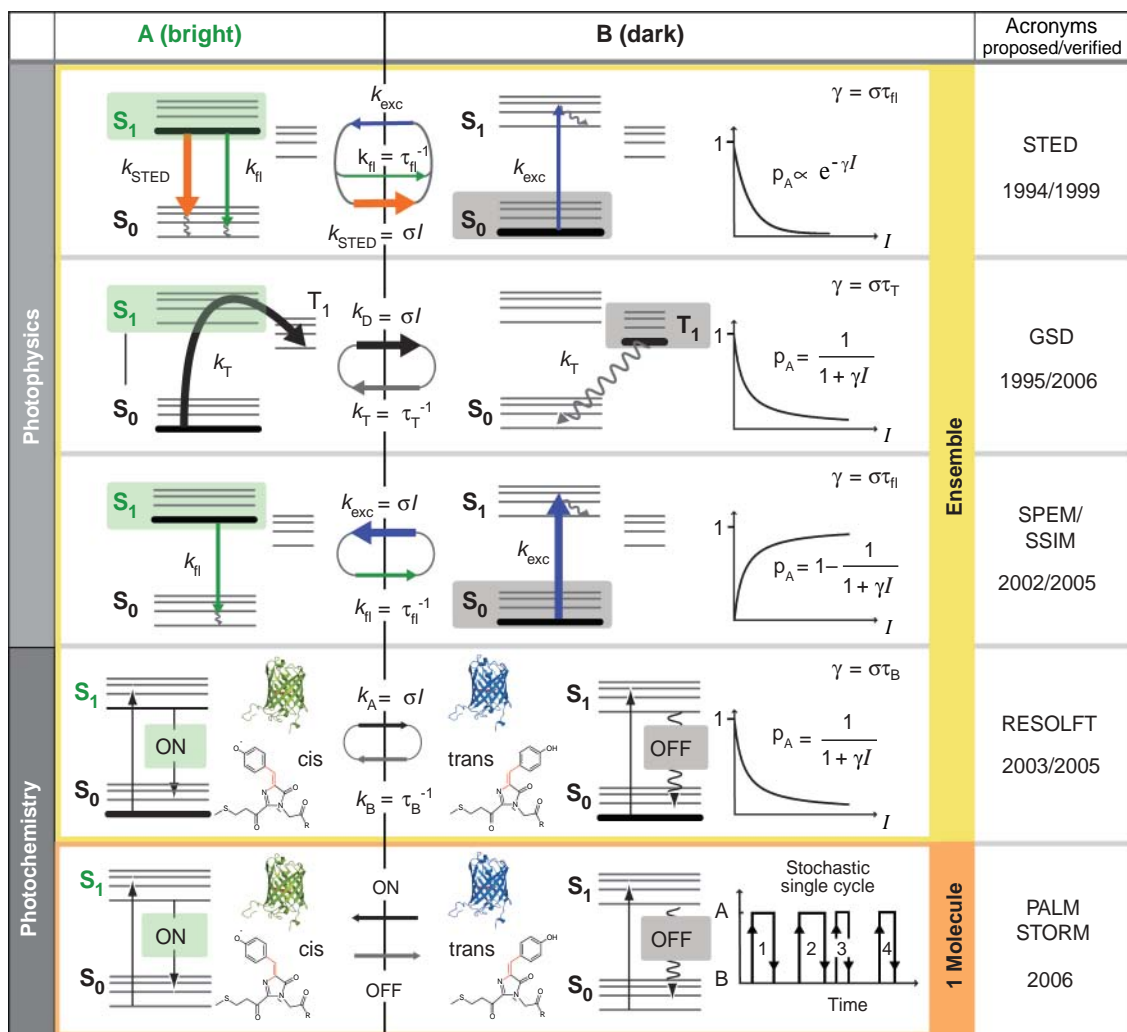 A (bright)
B (dark)
Acronyms
proposed/verified
Photophysics
Photochemistry
Ensemble
1 Molecule
S1
kSTED
kfl
S0
kexc
kfl = τfl-1
kSTED = σI
S1
kexc
S0
γ = στfl
1
pA ∝ e-γI
I
STED
1994/1999
S1
T1
kT
S0
kD = σI
kT = τT-1
T1
kT
S0
γ = στT
1
pA = 1/1 + γI
I
GSD
1995/2006
S1
kfl
S0
kexc = σI
kfl = τfl-1
S1
kexc
S0
γ = στfl
1
pA = 1 − 1/1 + γI
I
SPEM/
SSIM
2002/2005
S1
ON
S0
O-
cis
S
N
N
O
O
R
kA = σI
kB = τB-1
trans
OH
S
N
N
O
O
O
R
S1
OFF
S0
γ = στB
1
pA = 1/1 + γI
I
RESOLFT
2003/2005
S1
ON
S0
O-
cis
S
N
N
O
O
O
R
ON
OFF
trans
OH
S
N
N
O
O
O
R
S1
OFF
S0
Stochastic
single cycle
A
B
1 2 3 4
Time
PALM
STORM
2006